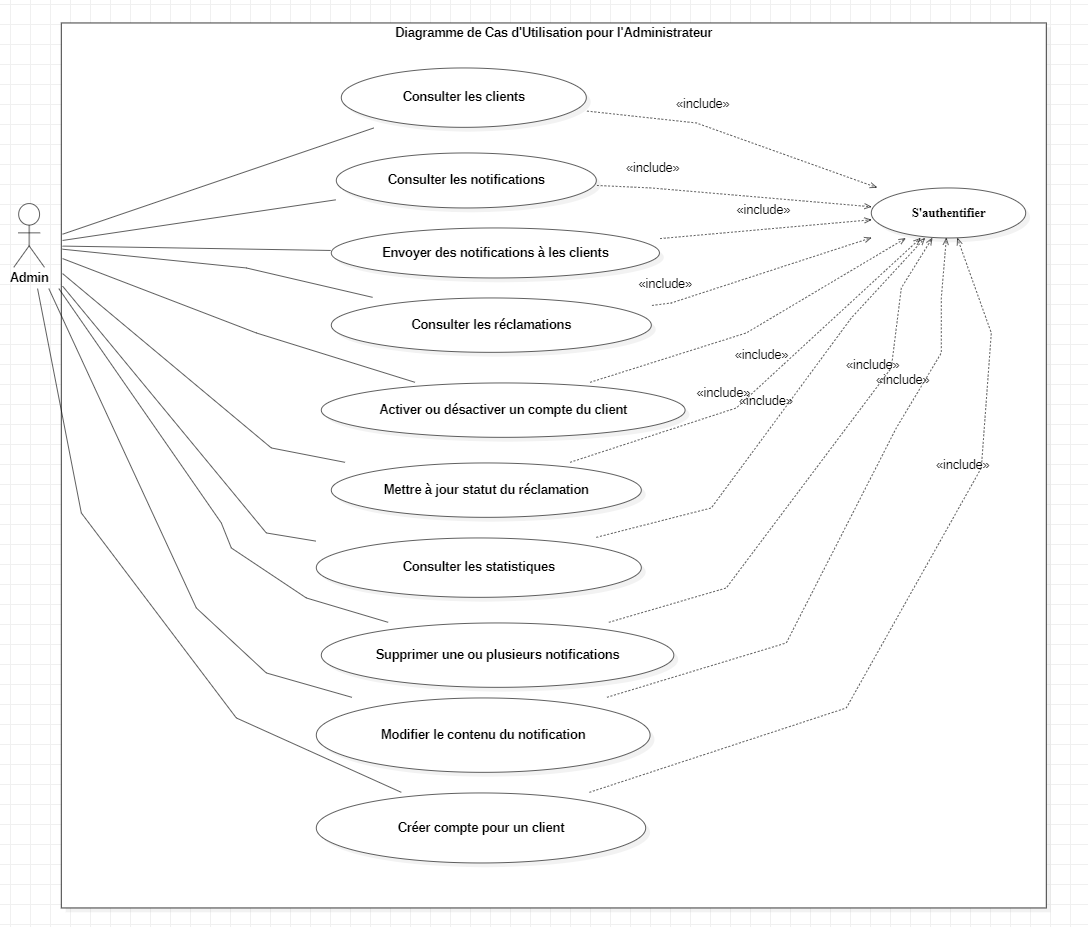 Diagramme de Cas d'Utilisation pour l'Administrateur
Consulter les clients
«include»
Consulter les notifications
«include»
S'authentifier
«include»
Envoyer des notifications à les clients
Admin
«include»
Consulter les réclamations
«include»
«include»
«include»
Activer ou désactiver un compte du client
«include»
«include»
«include»
Mettre à jour statut du réclamation
Consulter les statistiques
Supprimer une ou plusieurs notifications
Modifier le contenu du notification
Créer compte pour un client